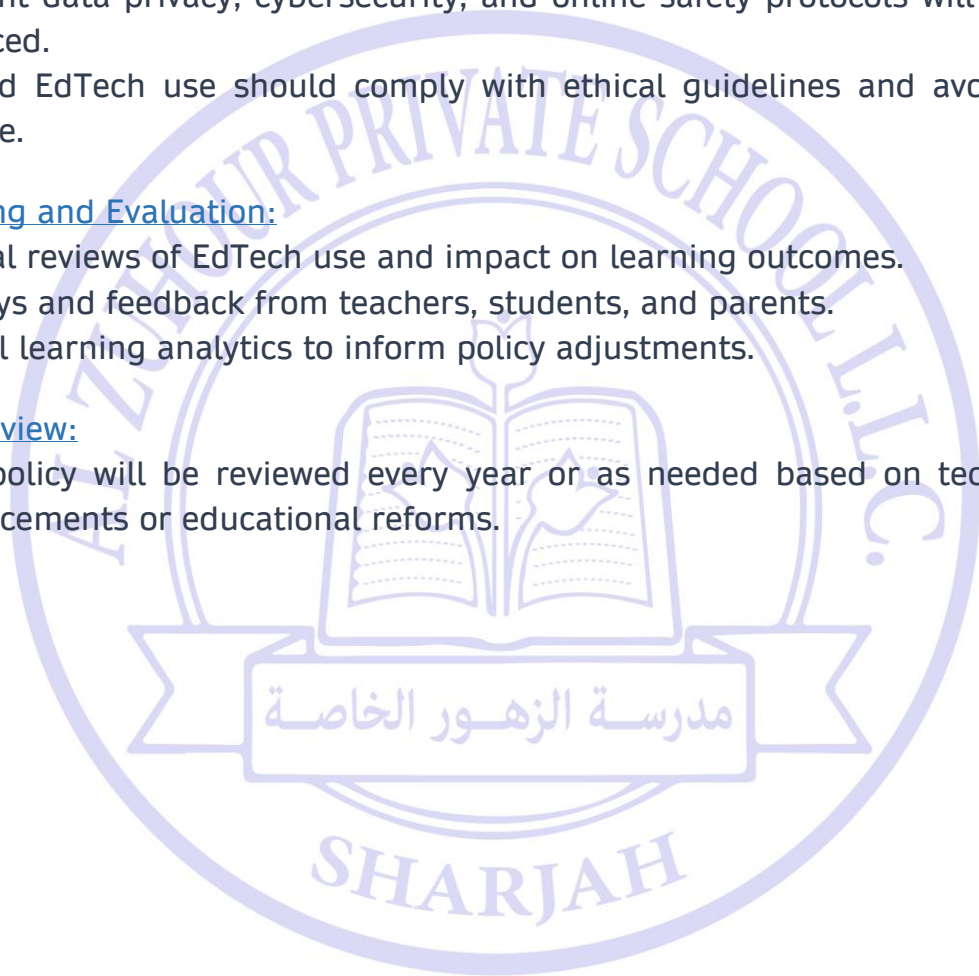 nt data privacy, cybersecurity, and online safety protocols will
ced.
d EdTech use should comply with ethical guidelines and avo
e.
ng and Evaluation:
al reviews of EdTech use and impact on learning outcomes.
ys and feedback from teachers, students, and parents.
l learning analytics to inform policy adjustments.
view:
policy will be reviewed every year or as needed based on tec
cements or educational reforms.
AL ZUHOUR PRIVATE SCHOOL L.L.C.
مدرســة الزهــور الخاصــة
SHARJAH